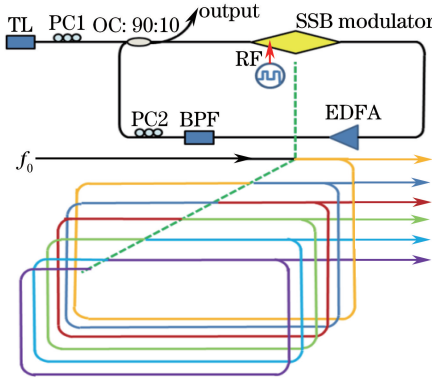 output
TL
PC1
OC: 90:10
SSB modulator
RF
PC2
BPF
EDFA
f0